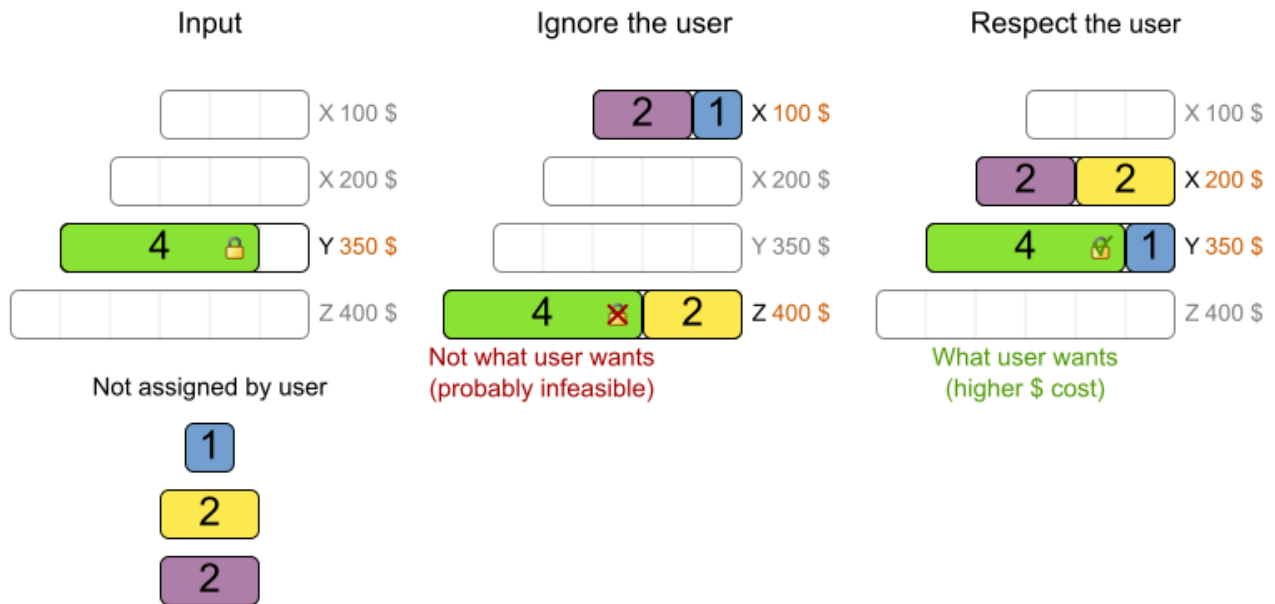 Input
X 100 $
X 200 $
4 Y 350 $
Z 400 $
Not assigned by user
1
2
2
Ignore the user
2 1 X 100 $
X 200 $
Y 350 $
4 2 Z 400 $
Not what user wants
(probably infeasible)
Respect the user
X 100 $
2 2 X 200 $
4 1 Y 350 $
Z 400 $
What user wants
(higher $ cost)